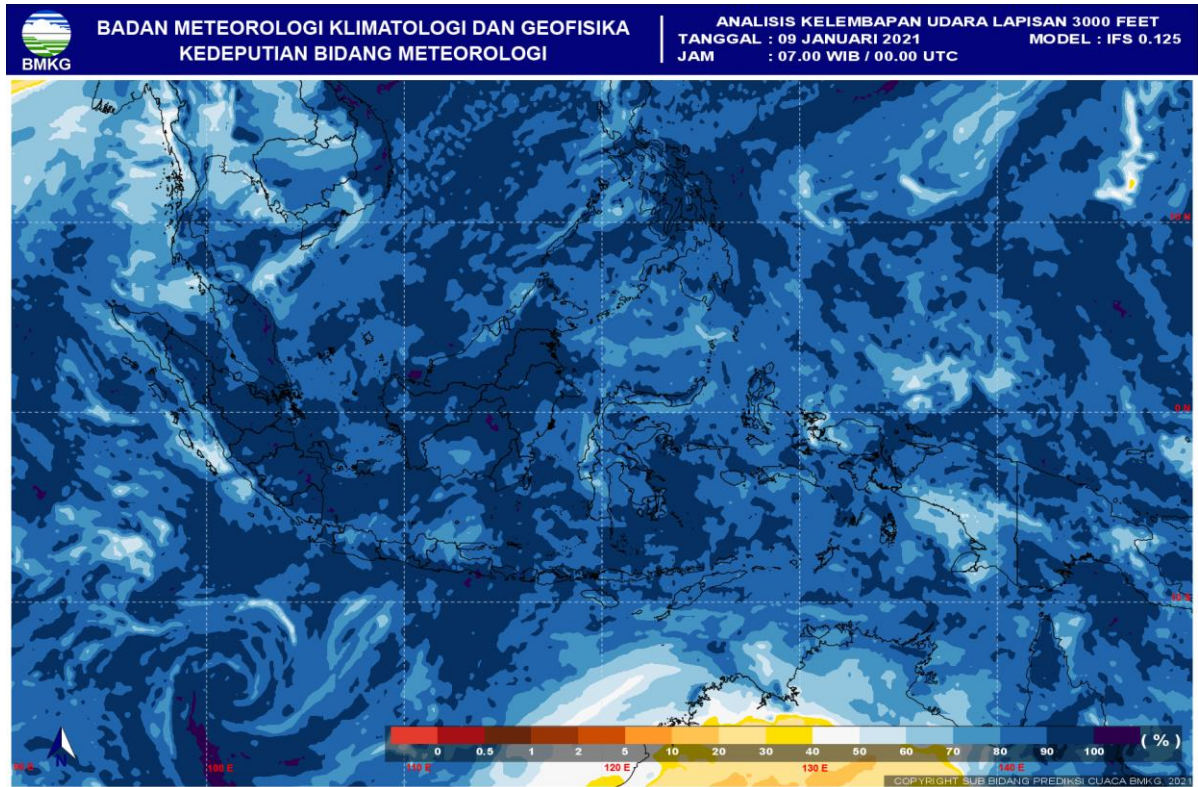 BMKG
BADAN METEOROLOGI KLIMATOLOGI DAN GEOFISIKA
KEDEPUTIAN BIDANG METEOROLOGI
ANALISIS KELEMBAPAN UDARA LAPISAN 3000 FEET
TANGGAL : 09 JANUARI 2021 MODEL : IFS 0.125
JAM : 07.00 WIB / 00.00 UTC
0 N
N
0 0.5 1 2 5 10 20 30 40 50 60 70 80 90 100 ( % )
100 E 110 E 120 E 130 E 140 E
COPYRIGHT SUB BIDANG PREDIKSI CUACA BMKG, 2021